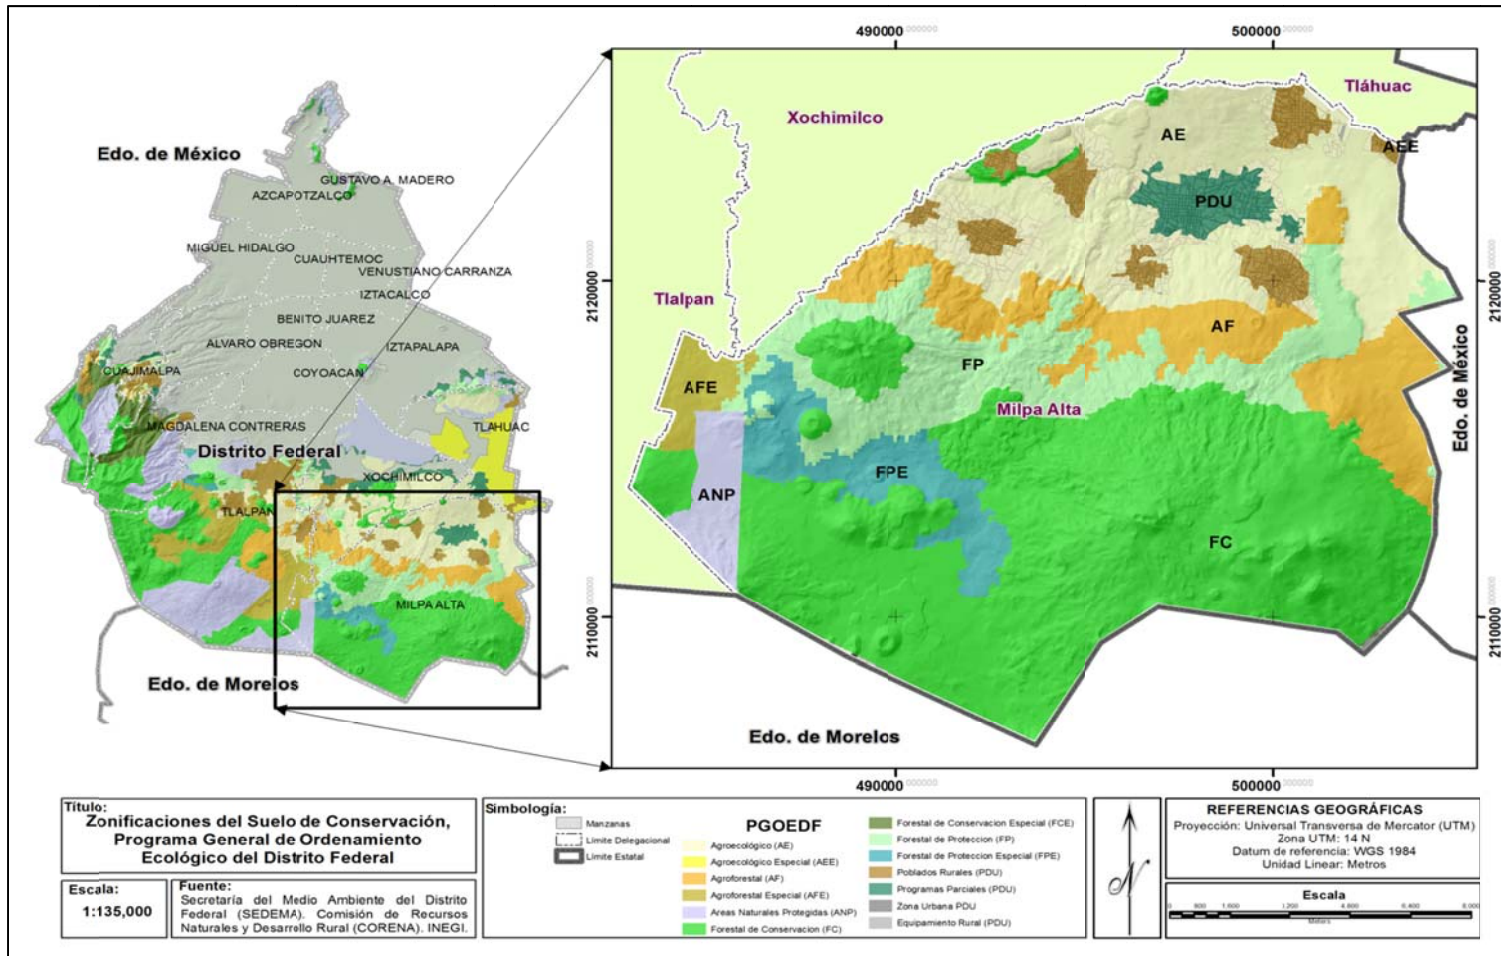 Edo. de México
GUSTAVO A. MADERO
AZCAPOTZALCO
MIGUEL HIDALGO
CUAUHTEMOC
VENUSTIANO CARRANZA
IZTACALCO
BENITO JUAREZ
ALVARO OBREGON
IZTAPALAPA
CUAJIMALPA
COYOACAN
MAGDALENA CONTRERAS
TLAHUAC
Distrito Federal
XOCHIMILCO
TLALPAN
MILPA ALTA
Edo. de Morelos
490000
500000
Tláhuac
Xochimilco
AE
AEE
PDU
2120000
2120000
Tlalpan
AF
FP
AFE
Milpa Alta
Edo. de México
FPE
ANP
FC
2110000
2110000
Edo. de Morelos
490000
500000
Título:
Zonificaciones del Suelo de Conservación,
Programa General de Ordenamiento
Ecológico del Distrito Federal
Escala:
1:135,000
Fuente:
Secretaría del Medio Ambiente del Distrito
Federal (SEDEMA). Comisión de Recursos
Naturales y Desarrollo Rural (CORENA). INEGI.
Simbología:
Manzanas
Límite Delegacional
Límite Estatal
PGOEDF
Agroecológico (AE)
Agroecológico Especial (AEE)
Agroforestal (AF)
Agroforestal Especial (AFE)
Areas Naturales Protegidas (ANP)
Forestal de Conservacion (FC)
Forestal de Conservacion Especial (FCE)
Forestal de Proteccion (FP)
Forestal de Proteccion Especial (FPE)
Poblados Rurales (PDU)
Programas Parciales (PDU)
Zona Urbana PDU
Equipamiento Rural (PDU)
N
REFERENCIAS GEOGRÁFICAS
Proyección: Universal Transversa de Mercator (UTM)
Zona UTM: 14 N
Datum de referencia: WGS 1984
Unidad Linear: Metros
Escala
Meters